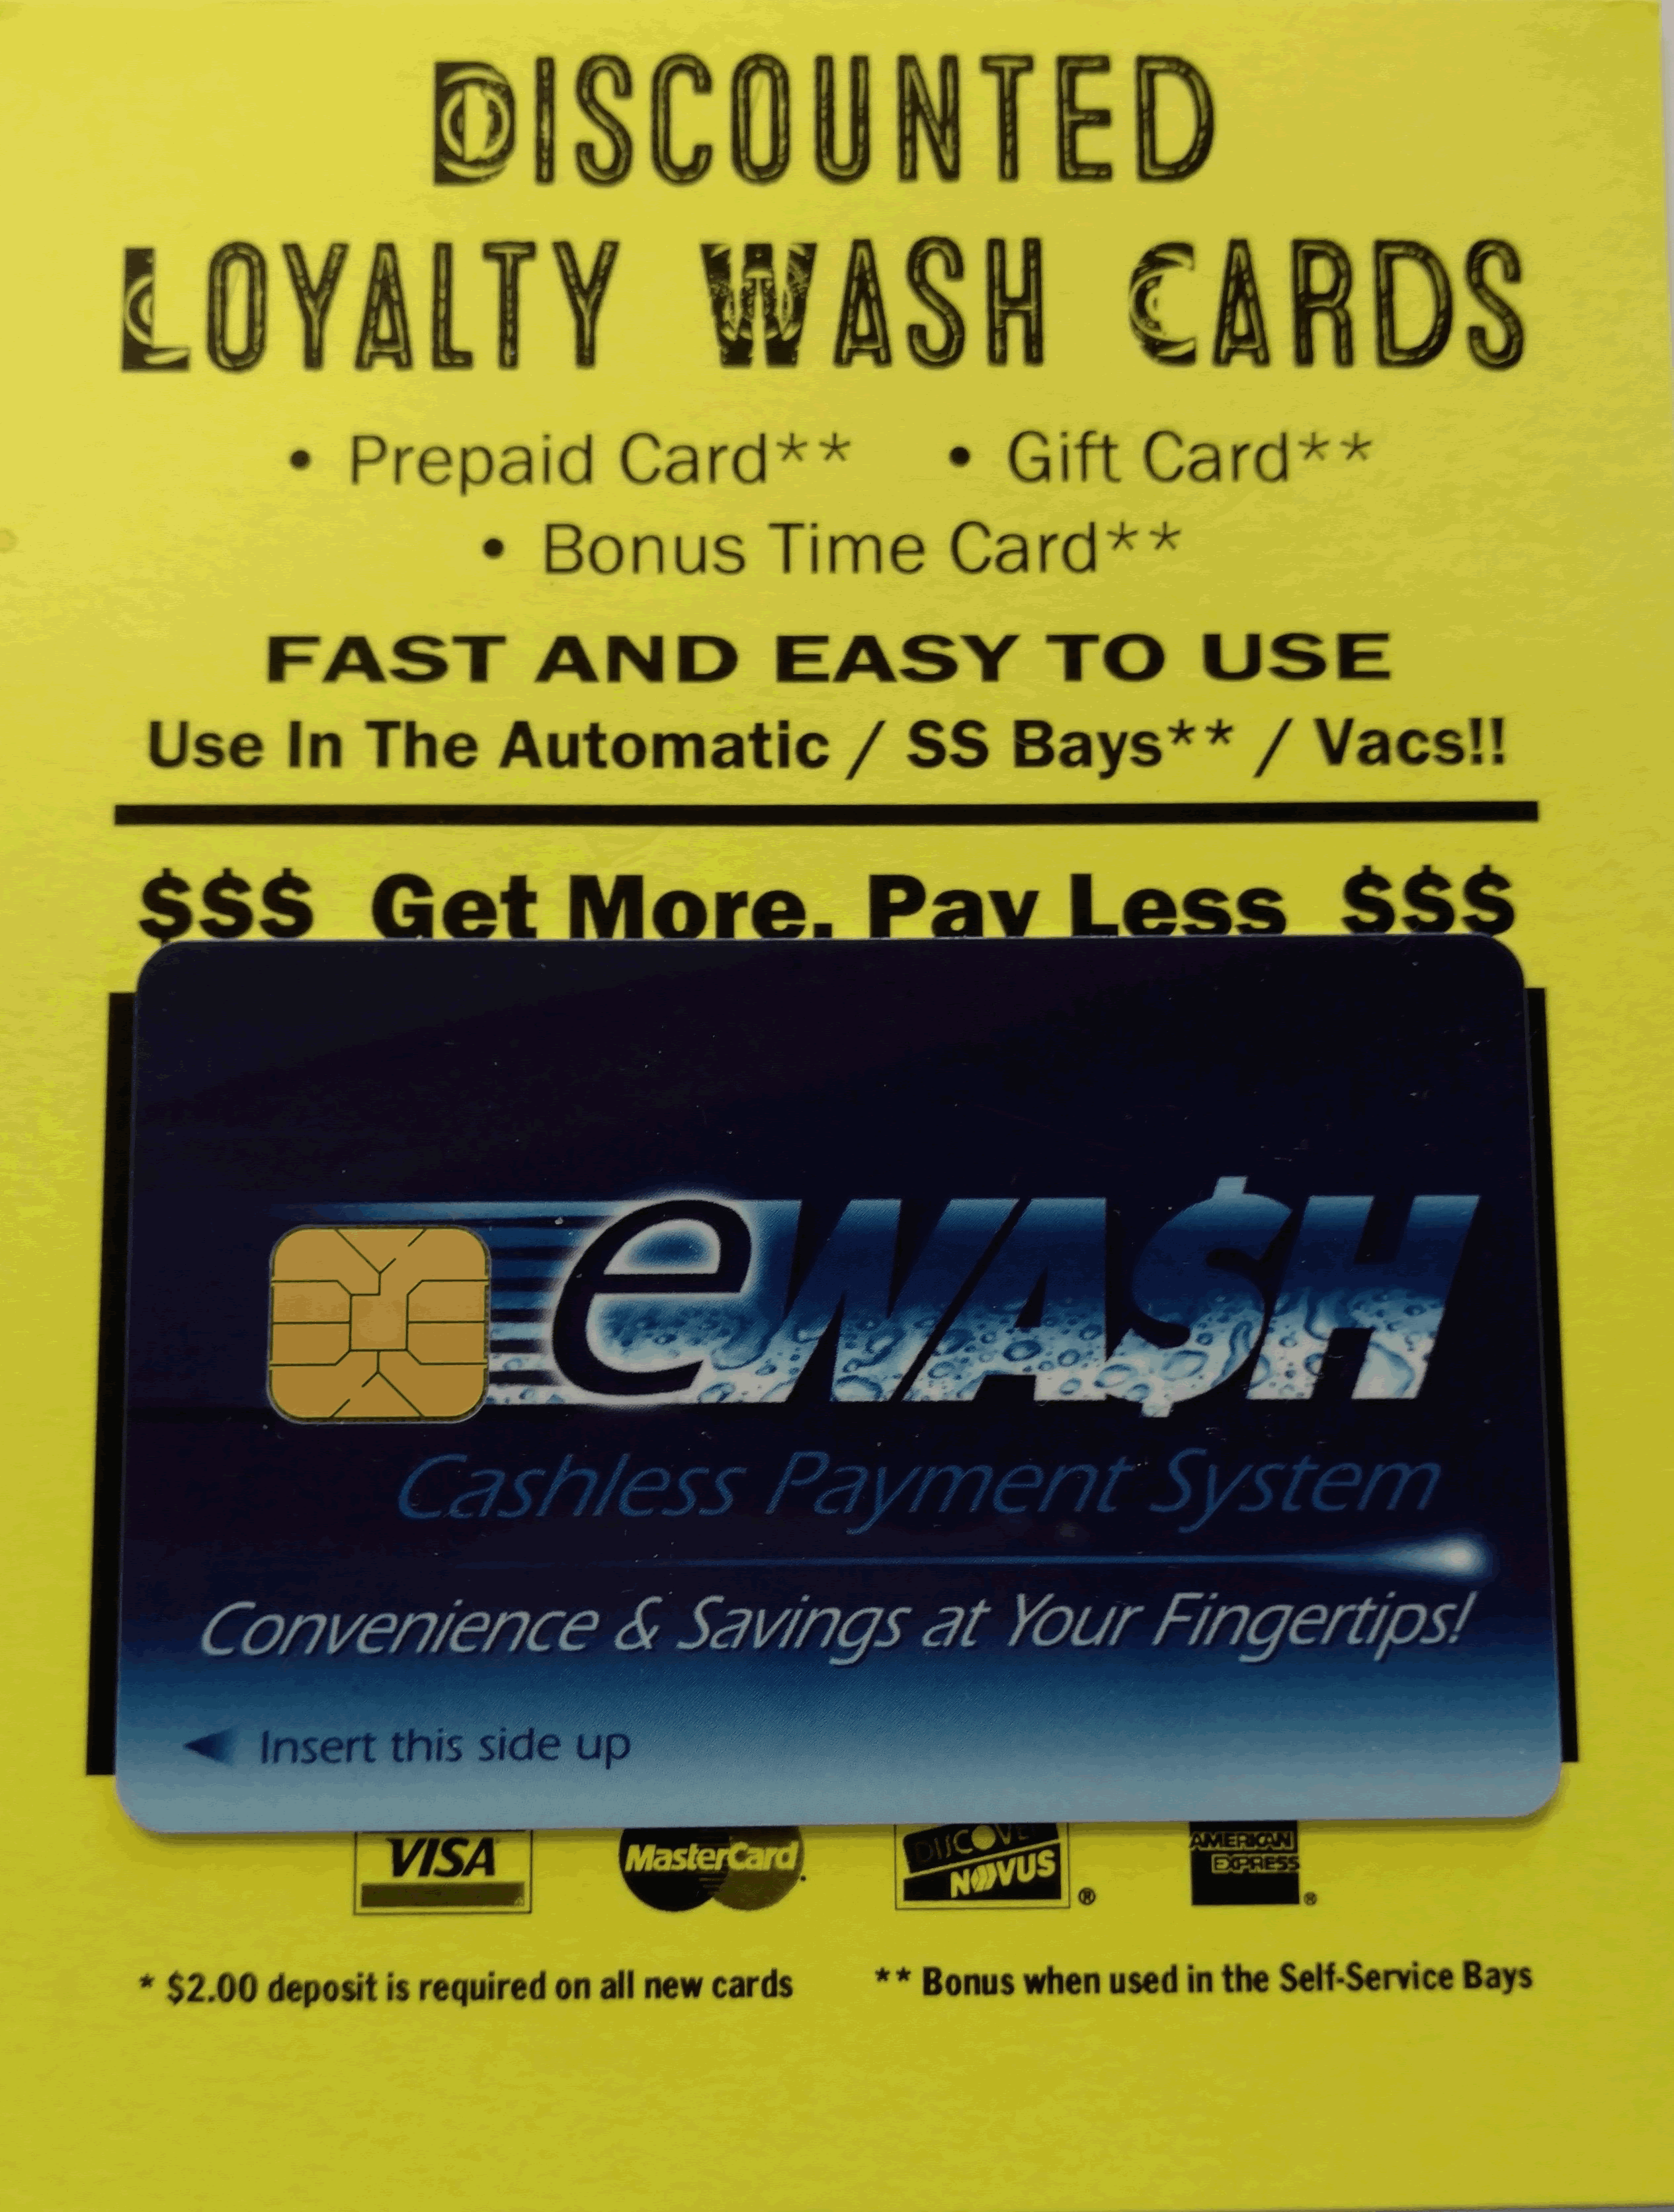 DISCOUNTED
LOYALTY WASH CARDS
• Prepaid Card** • Gift Card**
• Bonus Time Card**
FAST AND EASY TO USE
Use In The Automatic / SS Bays** / Vacs!!
$$$ Get More, Pay Less $$$
eWA$H
Cashless Payment System
Convenience & Savings at Your Fingertips!
◄ Insert this side up
VISA MasterCard DISCOVER NOVUS ® AMERICAN EXPRESS ®
* $2.00 deposit is required on all new cards ** Bonus when used in the Self-Service Bays